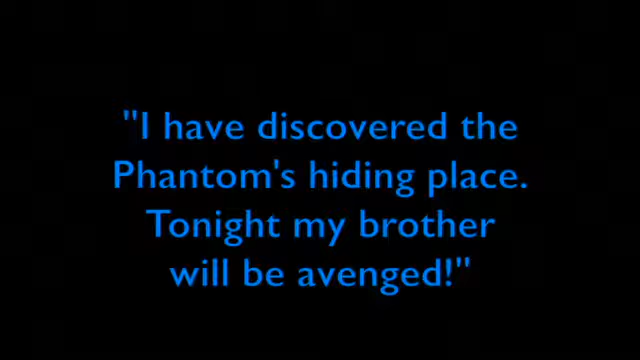 "I have discovered the
Phantom's hiding place.
Tonight my brother
will be avenged!"